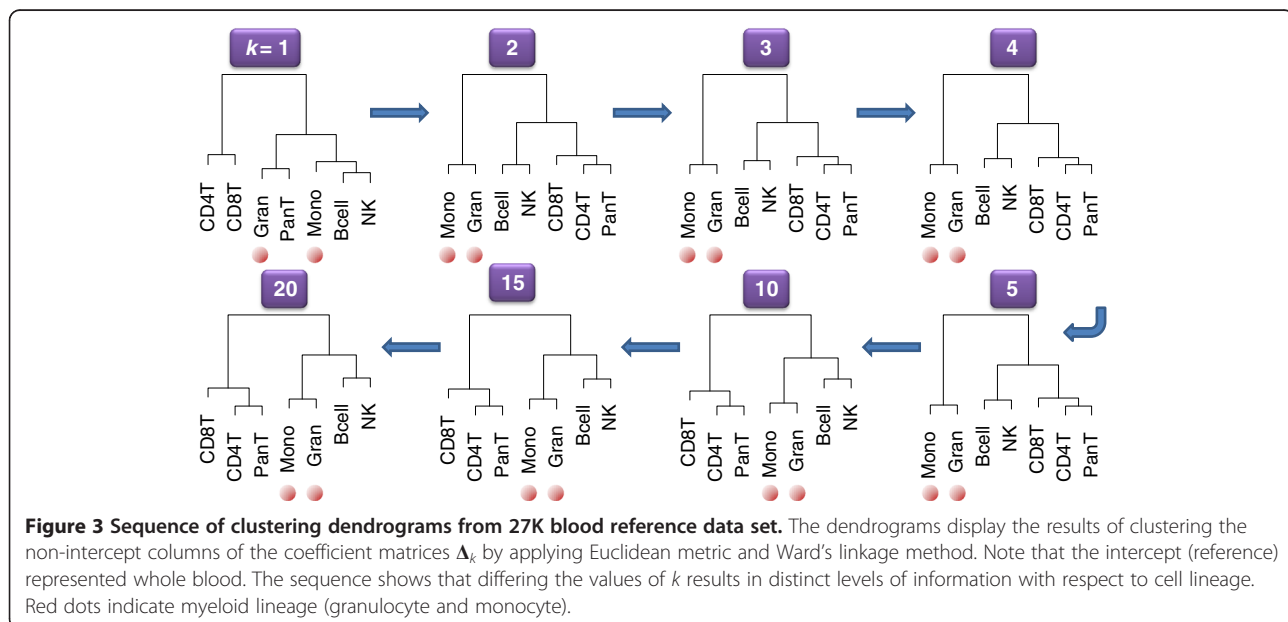 k = 1
2
3
4
CD4T
CD8T
Gran
PanT
Mono
Bcell
NK
Mono
Gran
Bcell
NK
CD8T
CD4T
PanT
Mono
Gran
Bcell
NK
CD8T
CD4T
PanT
Mono
Gran
Bcell
NK
CD8T
CD4T
PanT
20
15
10
5
CD8T
CD4T
PanT
Mono
Gran
Bcell
NK
CD8T
CD4T
PanT
Mono
Gran
Bcell
NK
CD8T
CD4T
PanT
Mono
Gran
Bcell
NK
Mono
Gran
Bcell
NK
CD8T
CD4T
PanT
Figure 3 Sequence of clustering dendrograms from 27K blood reference data set. The dendrograms display the results of clustering the
non-intercept columns of the coefficient matrices Δk by applying Euclidean metric and Ward's linkage method. Note that the intercept (reference)
represented whole blood. The sequence shows that differing the values of k results in distinct levels of information with respect to cell lineage.
Red dots indicate myeloid lineage (granulocyte and monocyte).